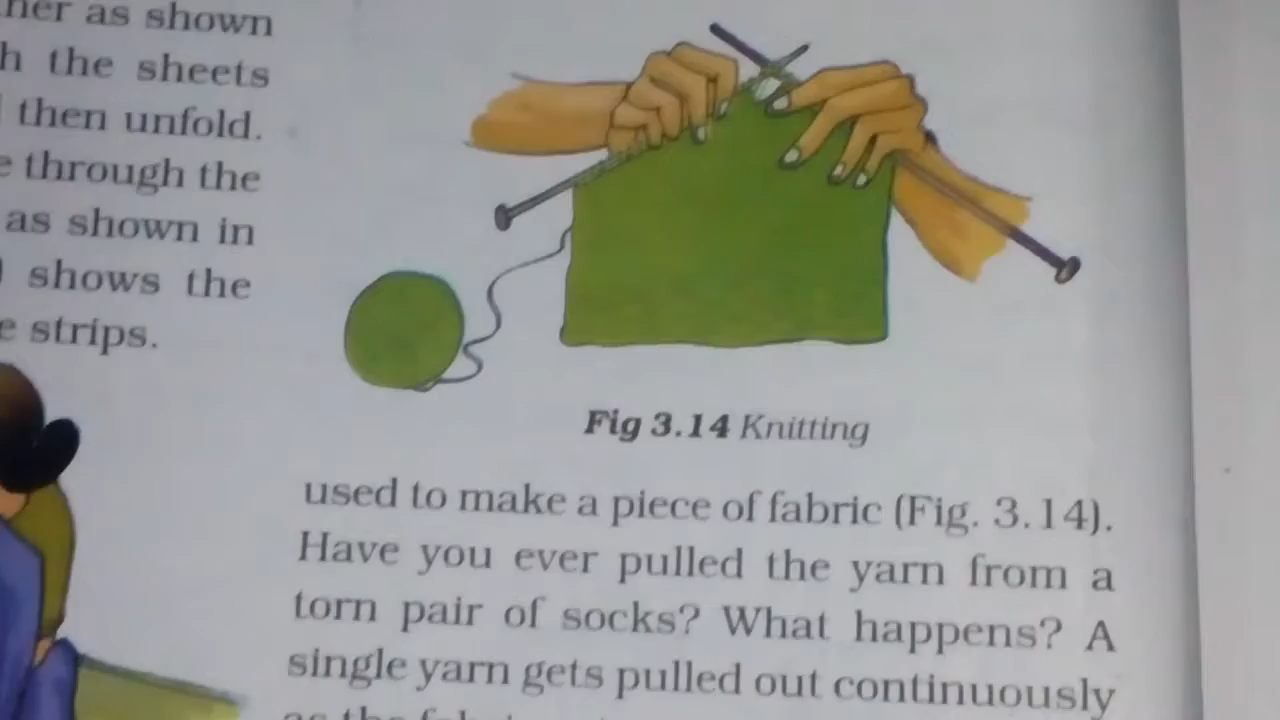 her as shown
h the sheets
then unfold.
e through the
as shown in
) shows the
e strips.
Fig 3.14 Knitting
used to make a piece of fabric (Fig. 3.14).
Have you ever pulled the yarn from a
torn pair of socks? What happens? A
single yarn gets pulled out continuously
as the